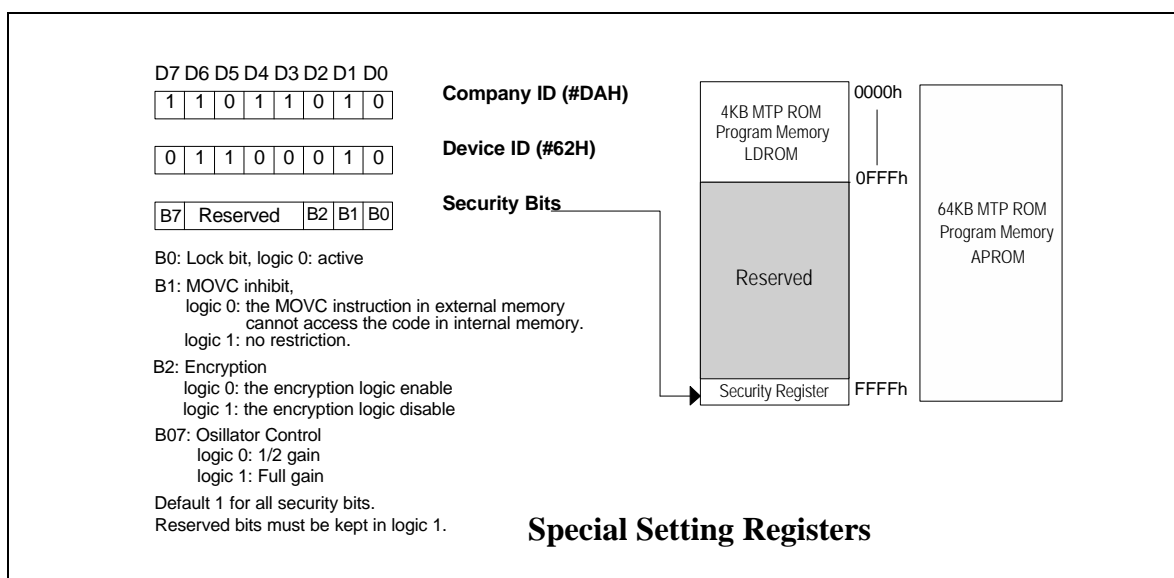 D7 D6 D5 D4 D3 D2 D1 D0
1 1 0 1 1 0 1 0
Company ID (#DAH)
0 1 1 0 0 0 1 0
Device ID (#62H)
B7 Reserved B2 B1 B0
Security Bits
B0: Lock bit, logic 0: active
B1: MOVC inhibit,
logic 0: the MOVC instruction in external memory
cannot access the code in internal memory.
logic 1: no restriction.
B2: Encryption
logic 0: the encryption logic enable
logic 1: the encryption logic disable
B07: Osillator Control
logic 0: 1/2 gain
logic 1: Full gain
Default 1 for all security bits.
Reserved bits must be kept in logic 1.
4KB MTP ROM
Program Memory
LDROM
0000h
0FFFh
Reserved
Security Register
FFFFh
64KB MTP ROM
Program Memory
APROM
Special Setting Registers